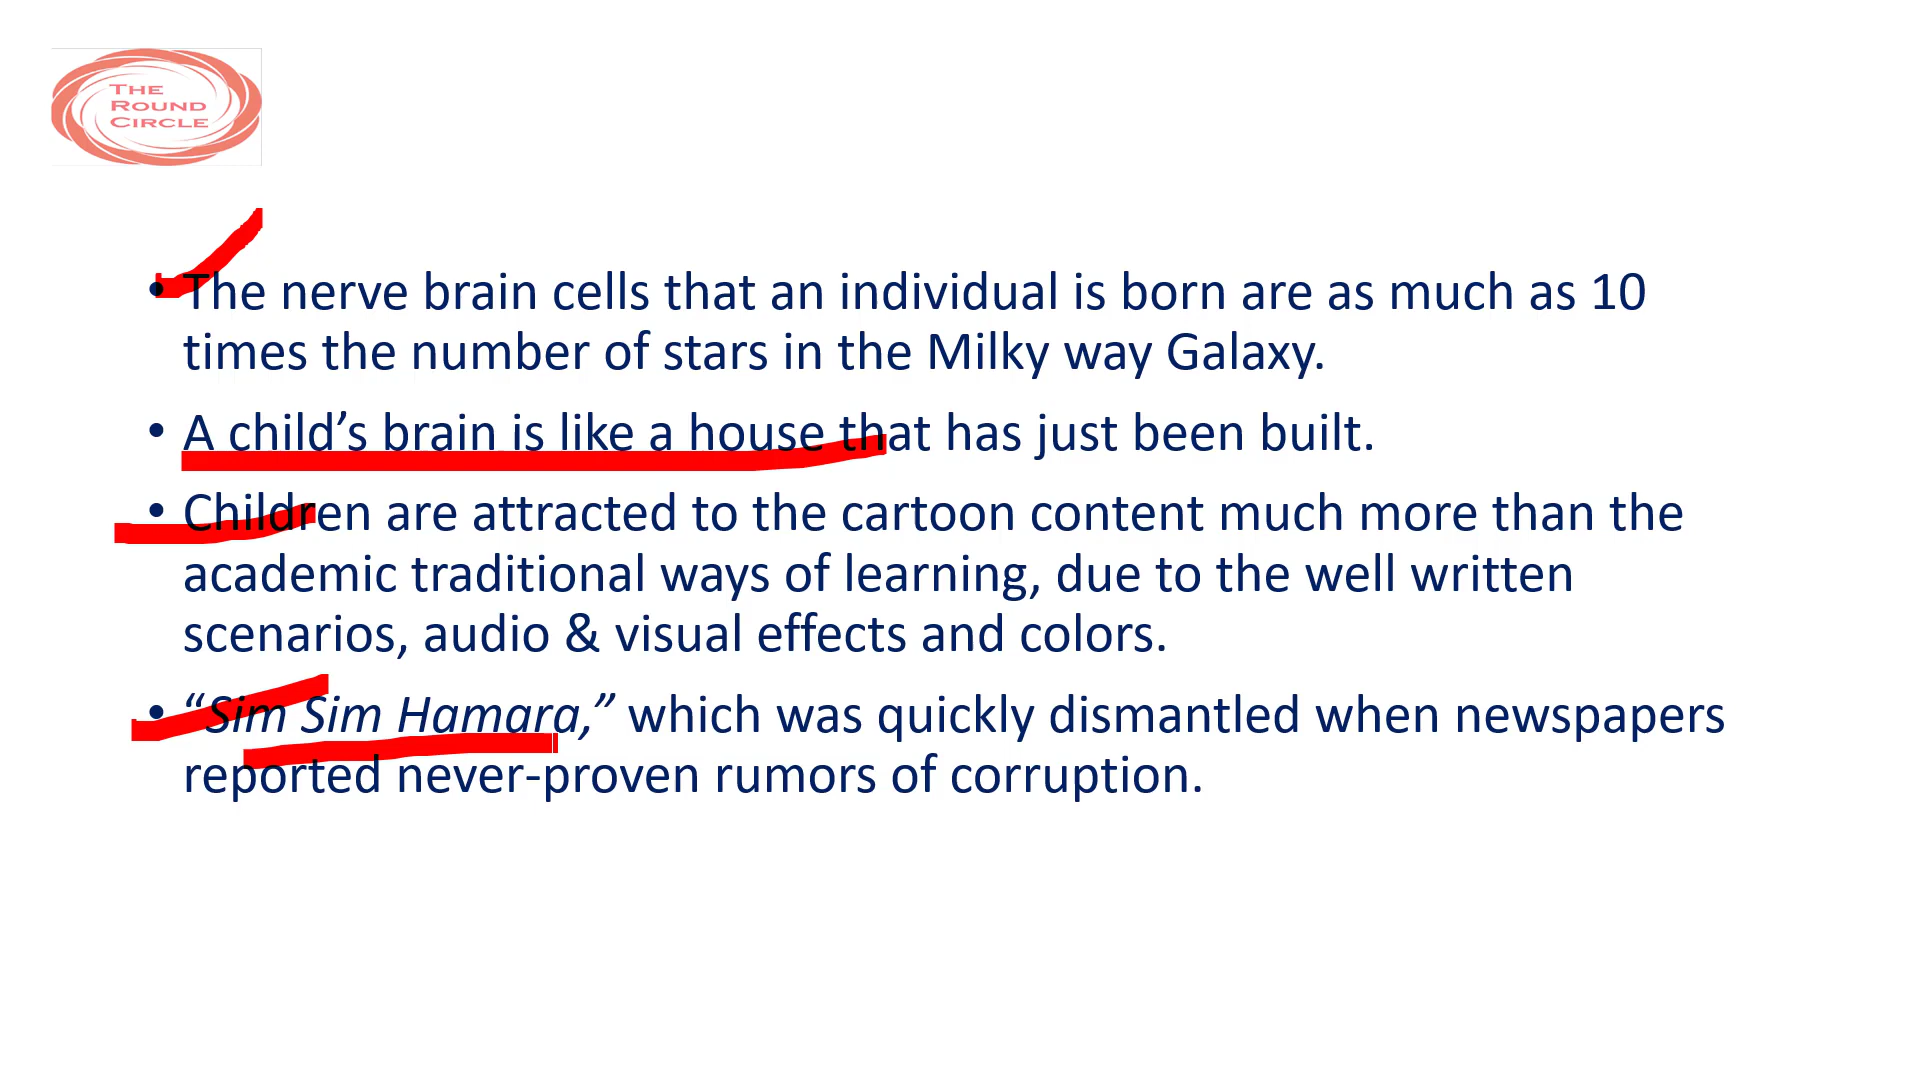 THE
ROUND
CIRCLE
• The nerve brain cells that an individual is born are as much as 10
times the number of stars in the Milky way Galaxy.
• A child’s brain is like a house that has just been built.
• Children are attracted to the cartoon content much more than the
academic traditional ways of learning, due to the well written
scenarios, audio & visual effects and colors.
• “Sim Sim Hamara,” which was quickly dismantled when newspapers
reported never-proven rumors of corruption.